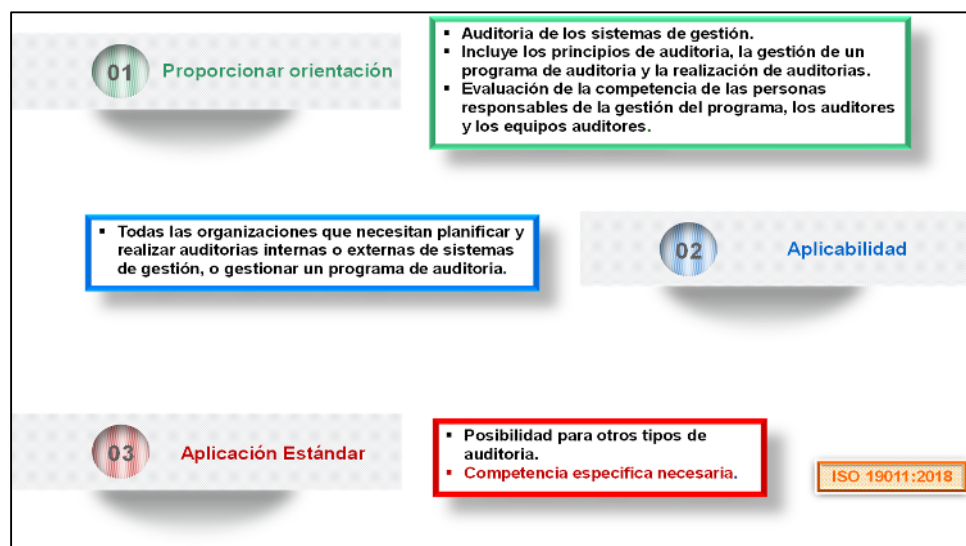 01
Proporcionar orientación
▪ Auditoria de los sistemas de gestión.
▪ Incluye los principios de auditoria, la gestión de un
programa de auditoria y la realización de auditorias.
▪ Evaluación de la competencia de las personas
responsables de la gestión del programa, los auditores
y los equipos auditores.
▪ Todas las organizaciones que necesitan planificar y
realizar auditorias internas o externas de sistemas
de gestión, o gestionar un programa de auditoria.
02
Aplicabilidad
03
Aplicación Estándar
▪ Posibilidad para otros tipos de
auditoria.
▪ Competencia especifica necesaria.
ISO 19011:2018